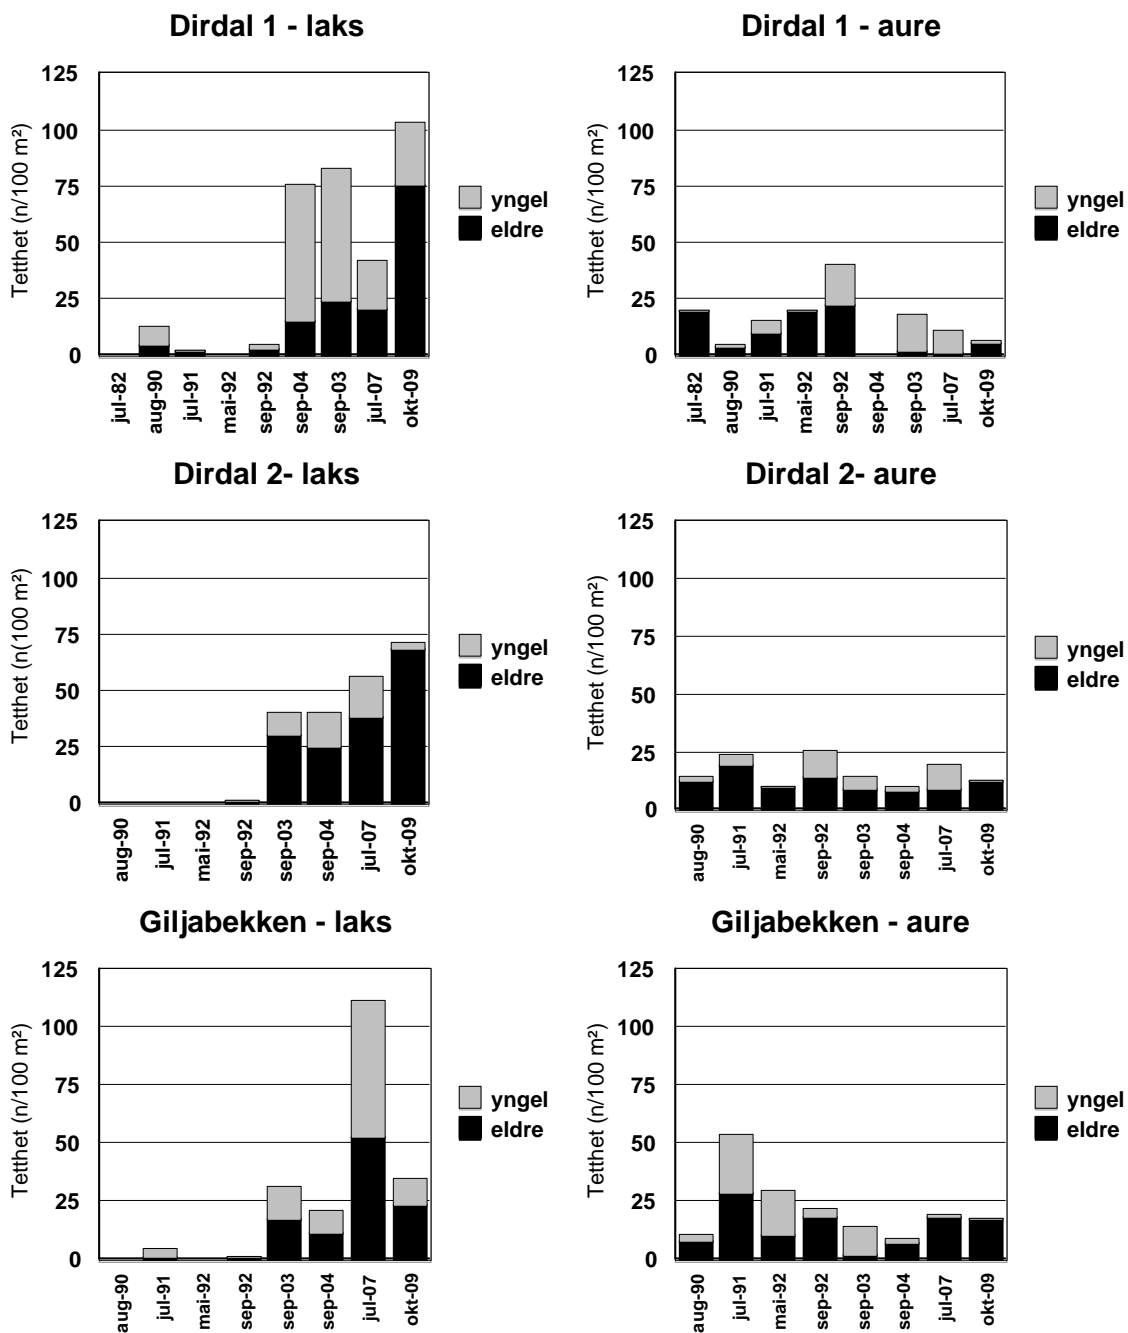 Dirdal 1 - laks
Tetthet (n/100 m²)
125
100
75
50
25
0
jul-82
aug-90
jul-91
mai-92
sep-92
sep-04
sep-03
jul-07
okt-09
yngel
eldre
Dirdal 1 - aure
Tetthet (n/100 m²)
125
100
75
50
25
0
jul-82
aug-90
jul-91
mai-92
sep-92
sep-04
sep-03
jul-07
okt-09
yngel
eldre
Dirdal 2- laks
Tetthet (n(100 m²)
125
100
75
50
25
0
aug-90
jul-91
mai-92
sep-92
sep-03
sep-04
jul-07
okt-09
yngel
eldre
Dirdal 2- aure
Tetthet (n/100 m²)
125
100
75
50
25
0
aug-90
jul-91
mai-92
sep-92
sep-03
sep-04
jul-07
okt-09
yngel
eldre
Giljabekken - laks
Tetthet (n/100 m²)
125
100
75
50
25
0
aug-90
jul-91
mai-92
sep-92
sep-03
sep-04
jul-07
okt-09
yngel
eldre
Giljabekken - aure
Tetthet (n/100 m²)
125
100
75
50
25
0
aug-90
jul-91
mai-92
sep-92
sep-03
sep-04
jul-07
okt-09
yngel
eldre